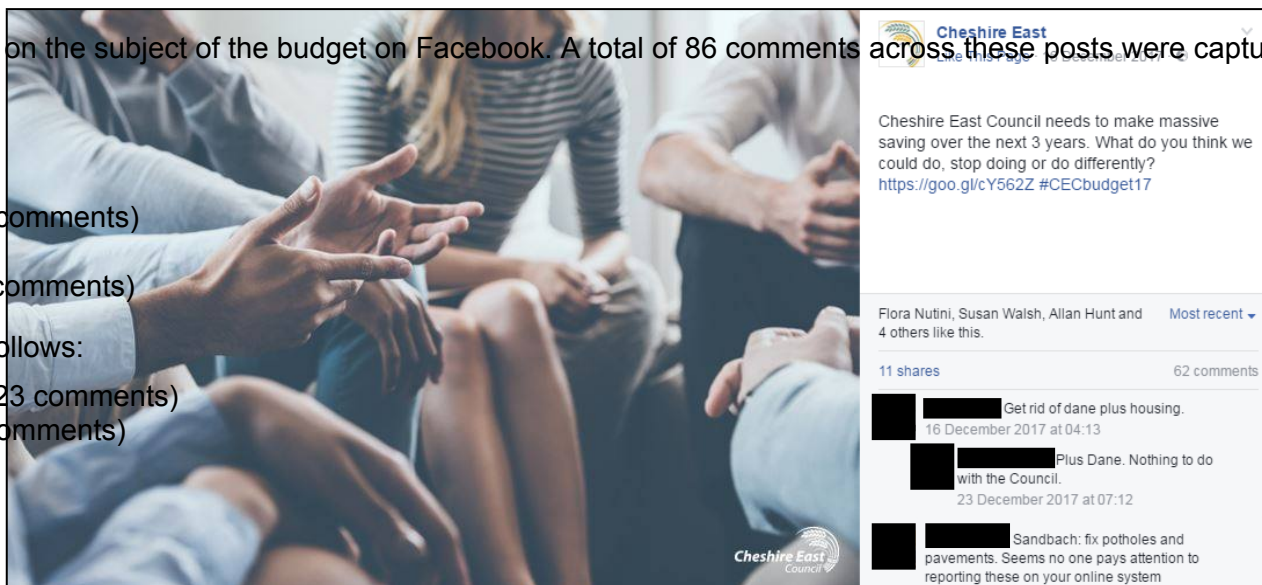 on the subject of the budget on Facebook. A total of 86 comments across these posts were captu
comments)
comments)
ollows:
23 comments)
omments)
Cheshire East
Council
Cheshire East
Like This Page · December 2017
Cheshire East Council needs to make massive
saving over the next 3 years. What do you think we
could do, stop doing or do differently?
https://goo.gl/cY562Z #CECbudget17
Flora Nutini, Susan Walsh, Allan Hunt and
4 others like this.
Most recent
11 shares
62 comments
Get rid of dane plus housing.
16 December 2017 at 04:13
Plus Dane. Nothing to do
with the Council.
23 December 2017 at 07:12
Sandbach: fix potholes and
pavements. Seems no one pays attention to
reporting these on your online system